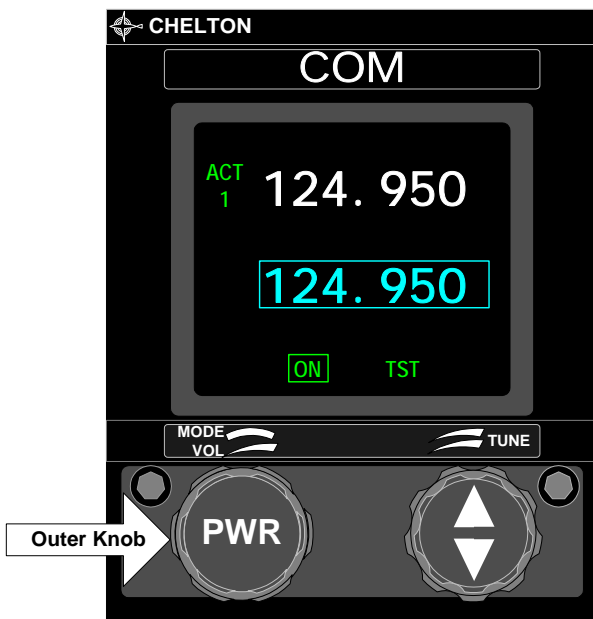 CHELTON
COM
ACT
1
124. 950
124. 950
ON TST
MODE
VOL
TUNE
Outer Knob
PWR